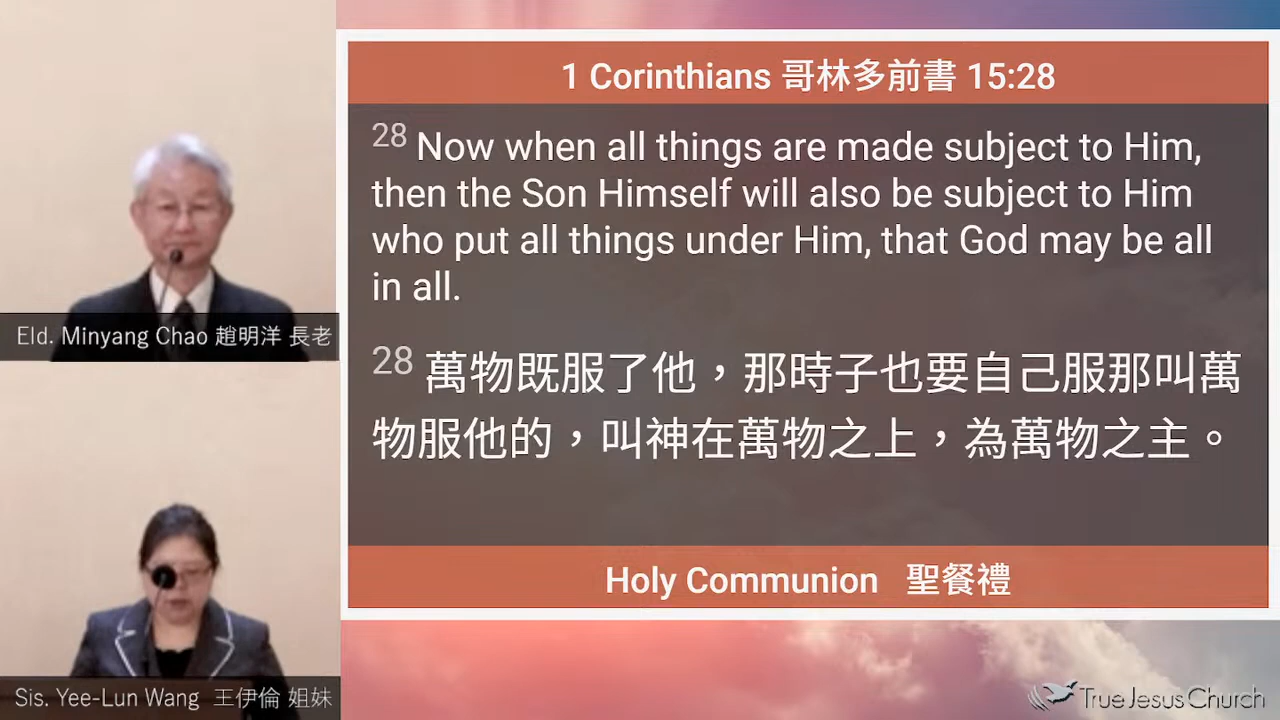 1 Corinthians 哥林多前書 15:28
28 Now when all things are made subject to Him,
then the Son Himself will also be subject to Him
who put all things under Him, that God may be all
in all.
28 萬物既服了他，那時子也要自己服那叫萬
物服他的，叫神在萬物之上，為萬物之主。
Holy Communion 聖餐禮
Eld. Minyang Chao 趙明洋 長老
Sis. Yee-Lun Wang 王伊倫 姐妹
True Jesus Church